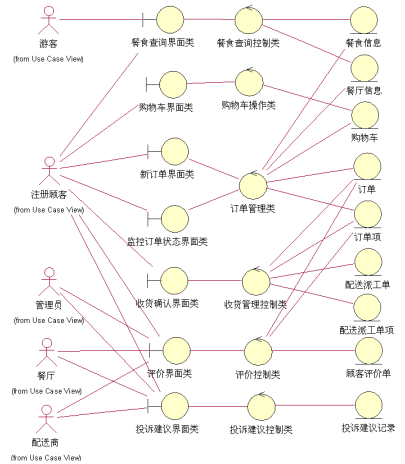 游客
(from Use Case View)
餐食查询界面类
餐食查询控制类
餐食信息
餐厅信息
购物车界面类
购物车操作类
购物车
注册顾客
(from Use Case View)
新订单界面类
订单管理类
订单
监控订单状态界面类
订单项
管理员
(from Use Case View)
收货确认界面类
收货管理控制类
配送派工单
配送派工单项
餐厅
(from Use Case View)
评价界面类
评价控制类
顾客评价单
配送商
(from Use Case View)
投诉建议界面类
投诉建议控制类
投诉建议记录